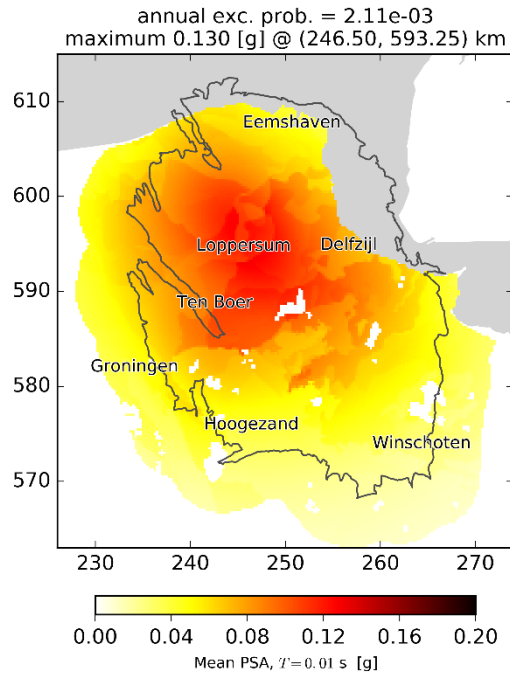 annual exc. prob. = 2.11e-03
maximum 0.130 [g] @ (246.50, 593.25) km
610
Eemshaven
600
Loppersum
Delfzijl
590
Ten Boer
Groningen
580
Hoogezand
Winschoten
570
230 240 250 260 270
0.00 0.04 0.08 0.12 0.16 0.20
Mean PSA, T=0.01 s [g]